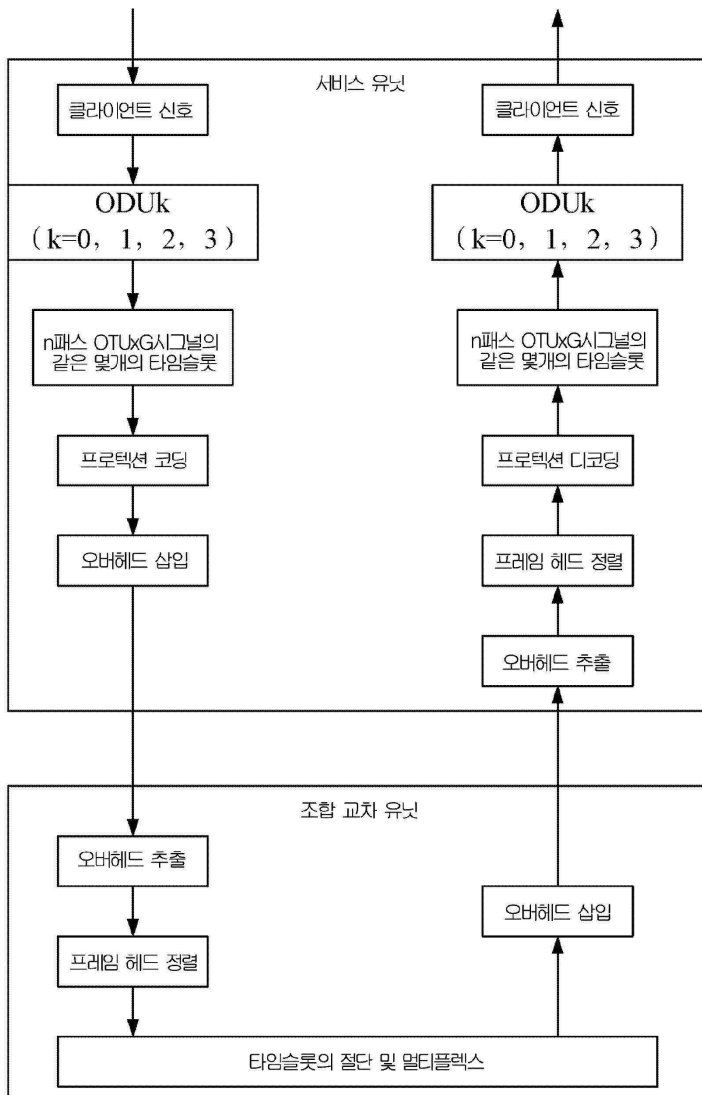 서비스 유닛
클라이언트 신호
ODUk
(k=0, 1, 2, 3)
n패스 OTUxG시그널의
같은 몇개의 타임슬롯
프로텍션 코딩
오버헤드 삽입
클라이언트 신호
ODUk
(k=0, 1, 2, 3)
n패스 OTUxG시그널의
같은 몇개의 타임슬롯
프로텍션 디코딩
프레임 헤드 정렬
오버헤드 추출
조합 교차 유닛
오버헤드 추출
프레임 헤드 정렬
오버헤드 삽입
타임슬롯의 절단 및 멀티플렉스